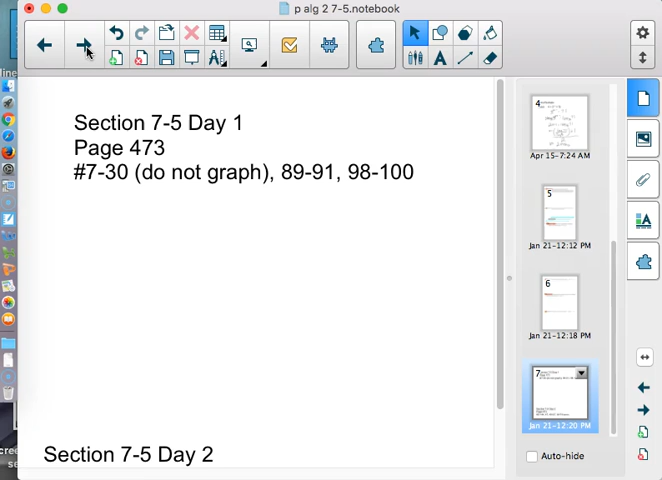 p alg 2 7-5.notebook
Section 7-5 Day 1
Page 473
#7-30 (do not graph), 89-91, 98-100
Section 7-5 Day 2
4
Apr 15-7:24 AM
5
Jan 21-12:12 PM
6
Jan 21-12:18 PM
7
Jan 21-12:20 PM
Auto-hide